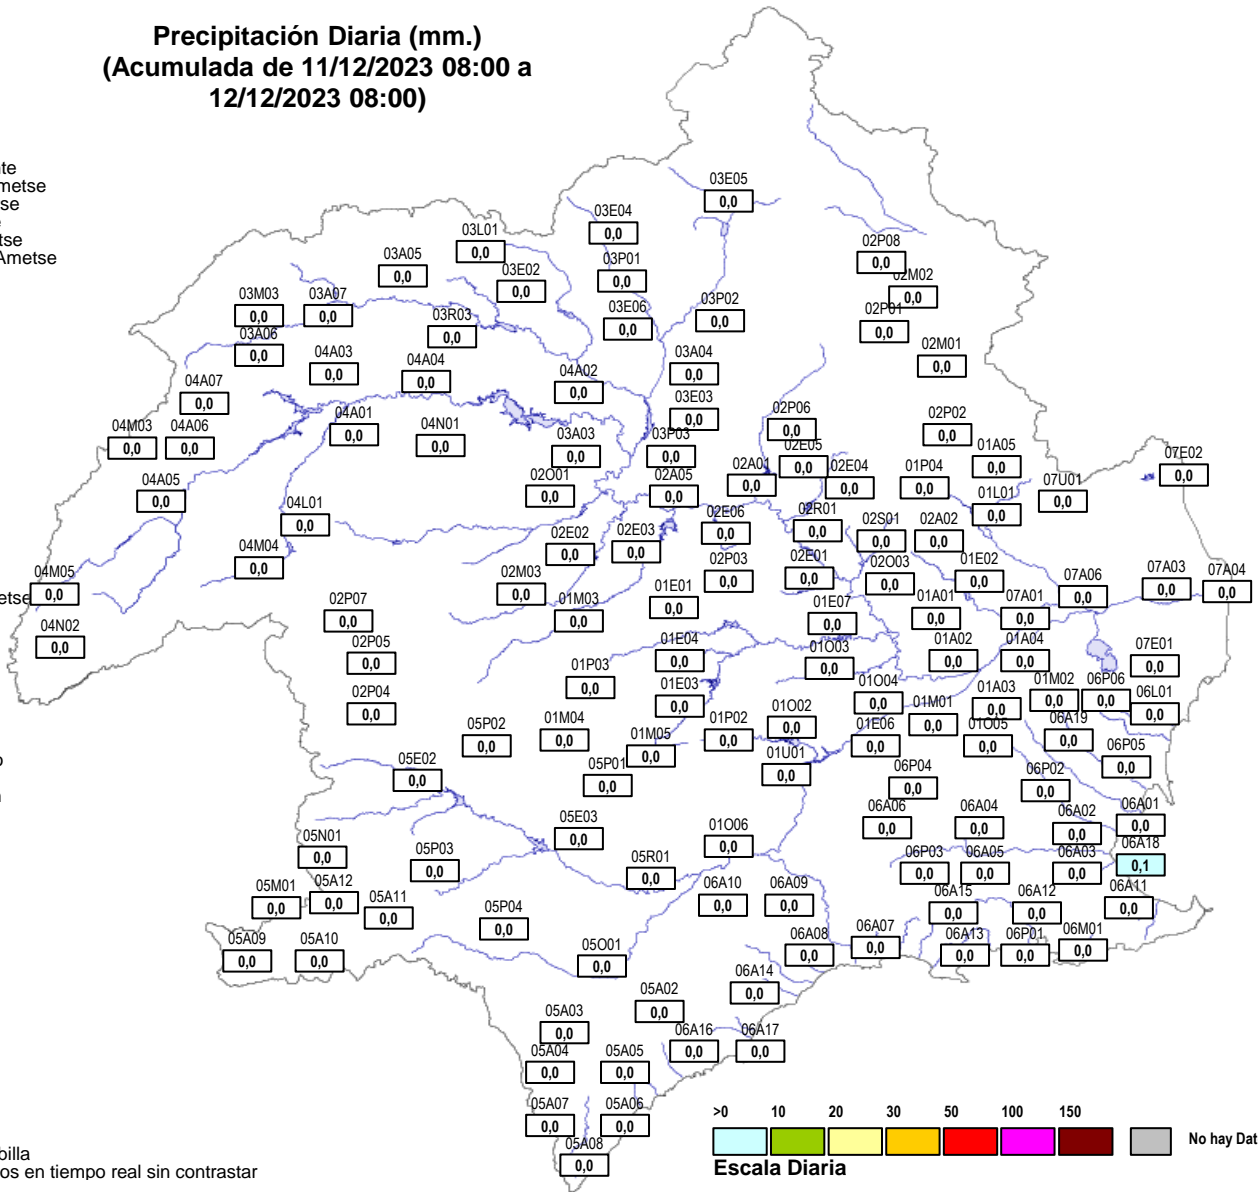 Precipitación Diaria (mm.)
(Acumulada de 11/12/2023 08:00 a
12/12/2023 08:00)
03E05
0,0
03E04
0,0
03L01
0,0
03A05
0,0
03E02
0,0
03P01
0,0
02P08
0,0
02M02
0,0
03M03
0,0
03A07
0,0
03R03
0,0
03E06
0,0
03P02
0,0
02P01
0,0
03A06
0,0
04A03
0,0
04A04
0,0
04A02
0,0
03A04
0,0
02M01
0,0
04A07
0,0
03E03
0,0
04M03
0,0
04A06
0,0
04A01
0,0
04N01
0,0
03A03
0,0
03P03
0,0
02P06
0,0
02P02
0,0
02E05
0,0
01A05
0,0
07E02
0,0
04A05
0,0
02O01
0,0
02A05
0,0
02A01
0,0
02E04
0,0
01P04
0,0
01L01
0,0
07U01
0,0
04L01
0,0
02E02
0,0
02E03
0,0
02E06
0,0
02R01
0,0
02S01
0,0
02A02
0,0
04M04
0,0
04M05
0,0
02M03
0,0
02P03
0,0
02E01
0,0
02O03
0,0
01E02
0,0
07A06
0,0
07A03
0,0
07A04
0,0
04N02
0,0
02P07
0,0
01M03
0,0
01E01
0,0
01E07
0,0
01A01
0,0
07A01
0,0
02P05
0,0
01E04
0,0
01O03
0,0
01A02
0,0
01A04
0,0
07E01
0,0
02P04
0,0
01P03
0,0
01E03
0,0
01O04
0,0
01M01
0,0
01A03
0,0
01M02
0,0
06P06
0,0
06L01
0,0
05P02
0,0
01M04
0,0
01M05
0,0
01P02
0,0
01O02
0,0
01E06
0,0
01O05
0,0
06A19
0,0
06P05
0,0
05E02
0,0
05P01
0,0
01U01
0,0
06P04
0,0
06P02
0,0
05E03
0,0
01O06
0,0
06A06
0,0
06A04
0,0
06A02
0,0
06A01
0,0
05N01
0,0
05P03
0,0
05R01
0,0
06P03
0,0
06A05
0,0
06A03
0,0
06A18
0,1
05M01
0,0
05A12
0,0
05A11
0,0
06A10
0,0
06A09
0,0
06A15
0,0
06A12
0,0
06A11
0,0
05P04
0,0
05A09
0,0
05A10
0,0
05O01
0,0
06A08
0,0
06A07
0,0
06A13
0,0
06P01
0,0
06M01
0,0
06A14
0,0
05A02
0,0
05A03
0,0
06A16
0,0
06A17
0,0
05A04
0,0
05A05
0,0
05A07
0,0
05A06
0,0
05A08
0,0
>0 10 20 30 50 100 150
No hay Dat
Escala Diaria
os en tiempo real sin contrastar